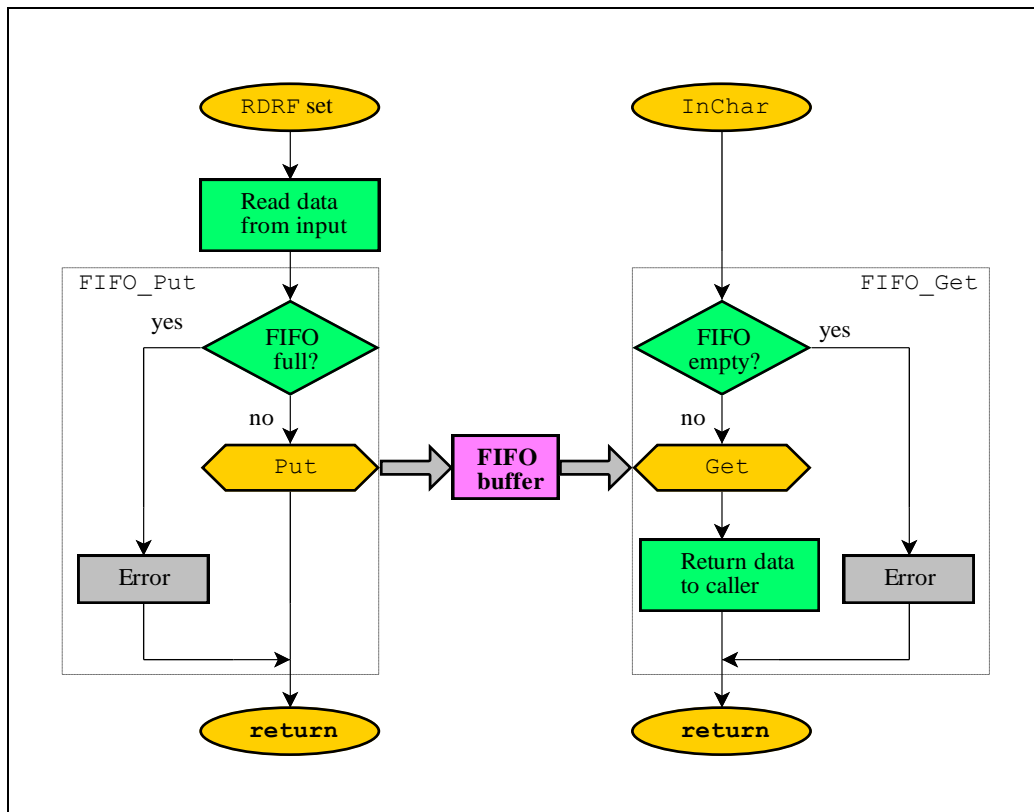 RDRF set
InChar
Read data
from input
FIFO_Put
FIFO_Get
yes
FIFO
full?
FIFO
empty?
yes
no
no
Put
FIFO
buffer
Get
Error
Return data
to caller
Error
return
return